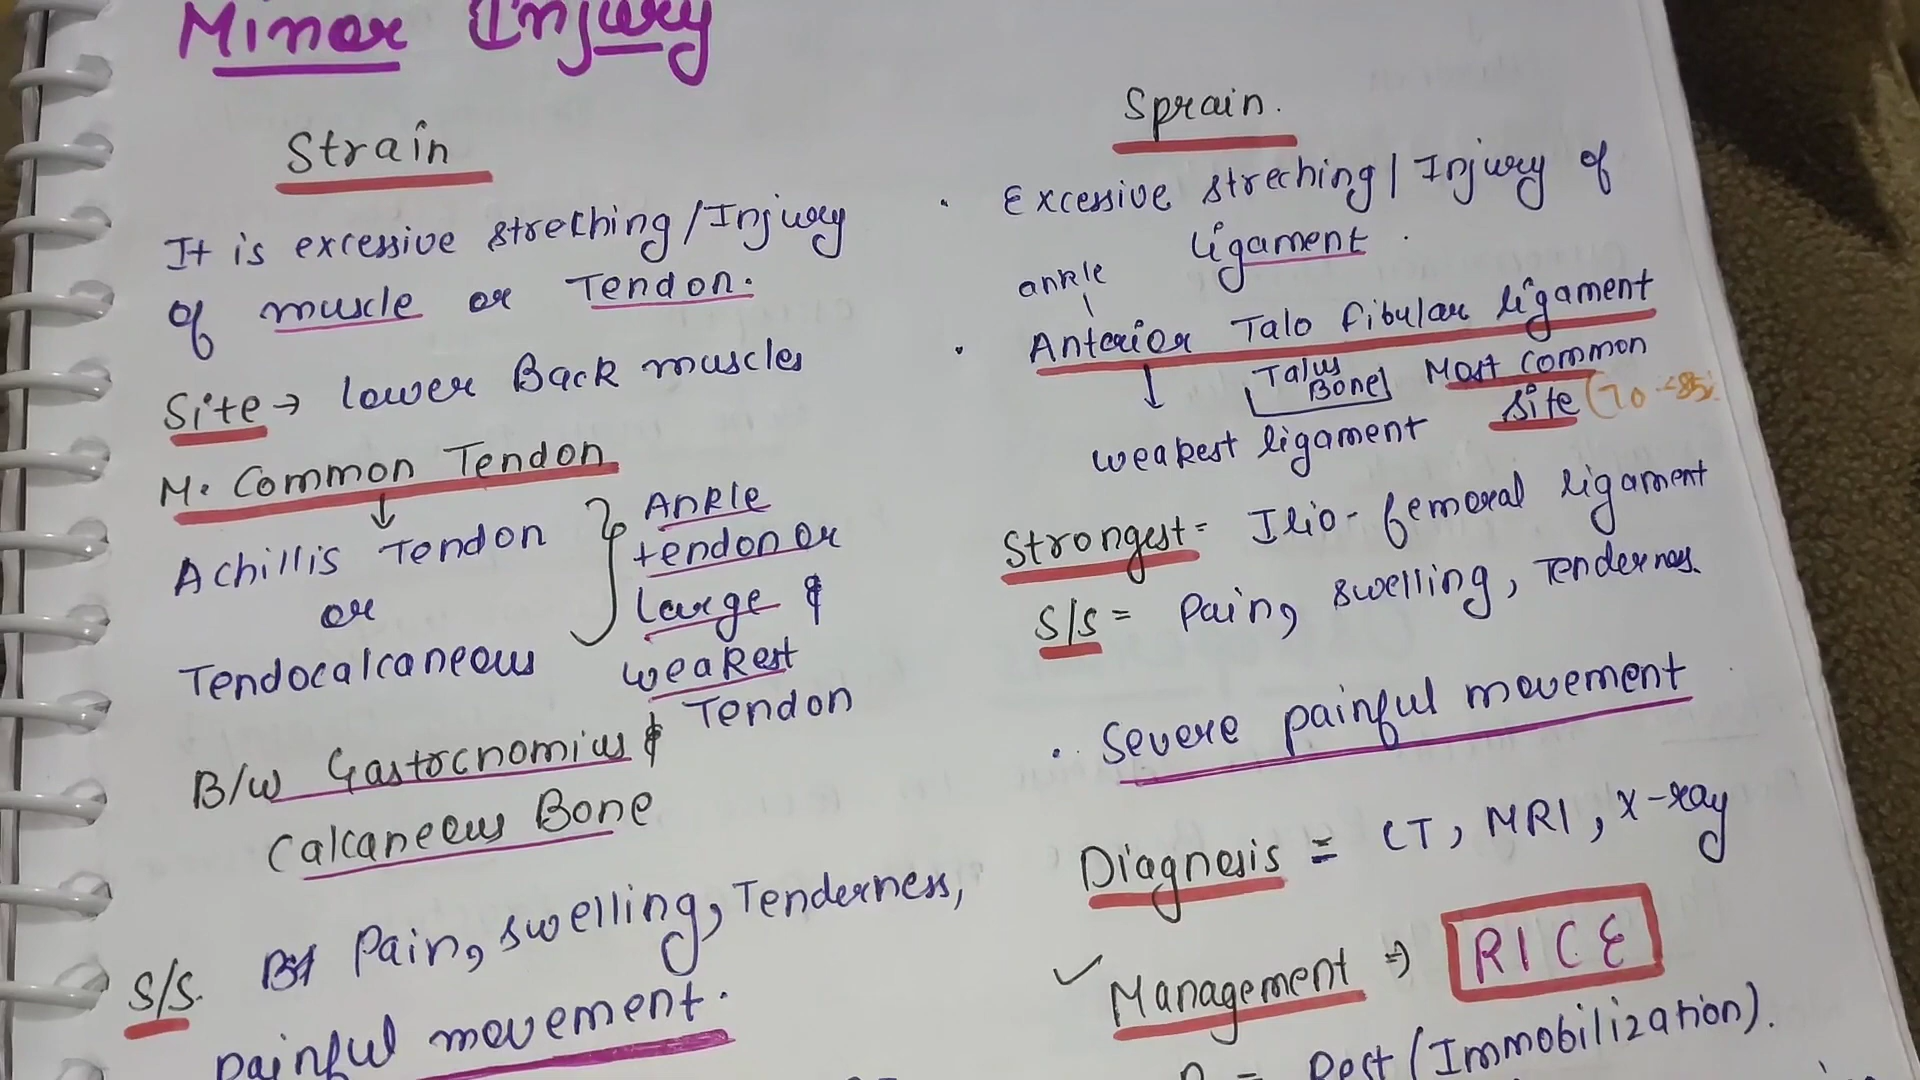 Minor Injury
Strain
It is excessive streching/Injury
of muscle or Tendon.
Site → lower Back muscles
M. Common Tendon
↓
Achillis Tendon
or
Tendocalcaneous
Ankle
tendon or
large &
weakest
Tendon
B/w Gastrocnomius &
Calcaneous Bone
S/S. Pain, swelling, Tenderness,
painful movement.
Sprain.
• Excessive streching/Injury of
ligament.
ankle
• Anterior Talo fibular ligament
↓
Talus
Bone
Most common
site (70-85%
weakest ligament
Strongest = Ilio-femoral ligament
S/S = Pain, swelling, Tenderness.
• Severe painful movement
Diagnosis = CT, MRI, X-ray
✓ Management ⇒ RICE
R = Rest (Immobilization).